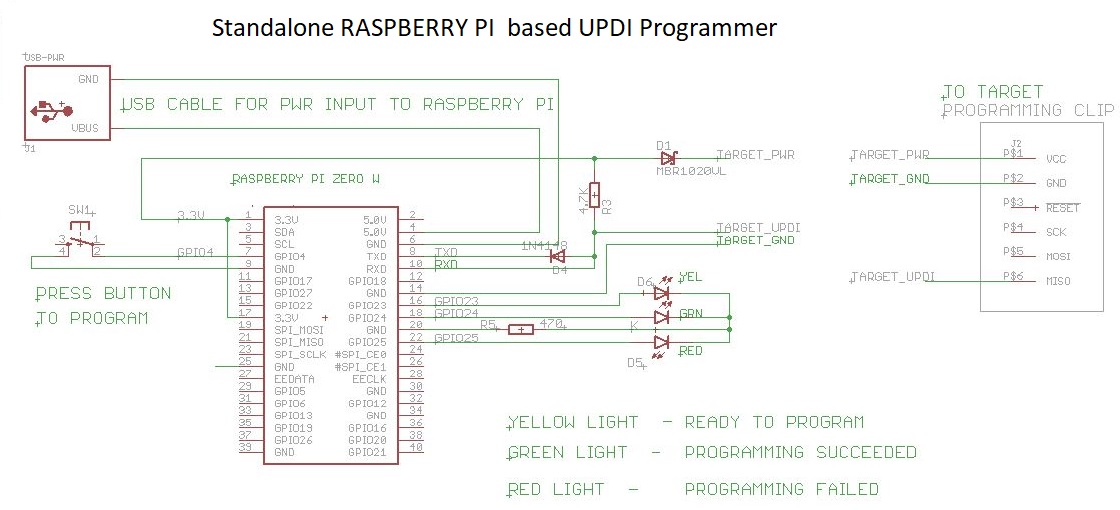 Standalone RASPBERRY PI based UPDI Programmer
USB-PWR
GND
VBUS
J1
USB CABLE FOR PWR INPUT TO RASPBERRY PI
TO TARGET
PROGRAMMING CLIP
D1
MBR1020VL
TARGET_PWR
RASPBERRY PI ZERO W
4,7K
R3
SW1
3
4
1
2
3.3V
GPIO4
1 3.3V 5.0V 2
3 SDA 5.0V 4
5 SCL GND 6
7 GPIO4 TXD 8
9 GND RXD 10
11 GPIO17 GPIO18 12
13 GPIO27 GND 14
15 GPIO22 GPIO23 16
17 3.3V GPIO24 18
19 SPI_MOSI GND 20
21 SPI_MISO GPIO25 22
23 SPI_SCLK #SPI_CE0 24
25 GND #SPI_CE1 26
27 EEDATA EECLK 28
29 GPIO5 GND 30
31 GPIO6 GPIO12 32
33 GPIO13 GND 34
35 GPIO19 GPIO16 36
37 GPIO26 GPIO20 38
39 GND GPIO21 40
TXD
RXD
1N4148
D4
TARGET_UPDI
TARGET_GND
GPIO23
GPIO24
GPIO25
R5
470
D6
YEL
GRN
K
D5
RED
PRESS BUTTON
TO PROGRAM
J2
TARGET_PWR P$1 VCC
TARGET_GND P$2 GND
P$3 RESET
P$4 SCK
P$5 MOSI
TARGET_UPDI P$6 MISO
YELLOW LIGHT - READY TO PROGRAM
GREEN LIGHT - PROGRAMMING SUCCEEDED
RED LIGHT - PROGRAMMING FAILED